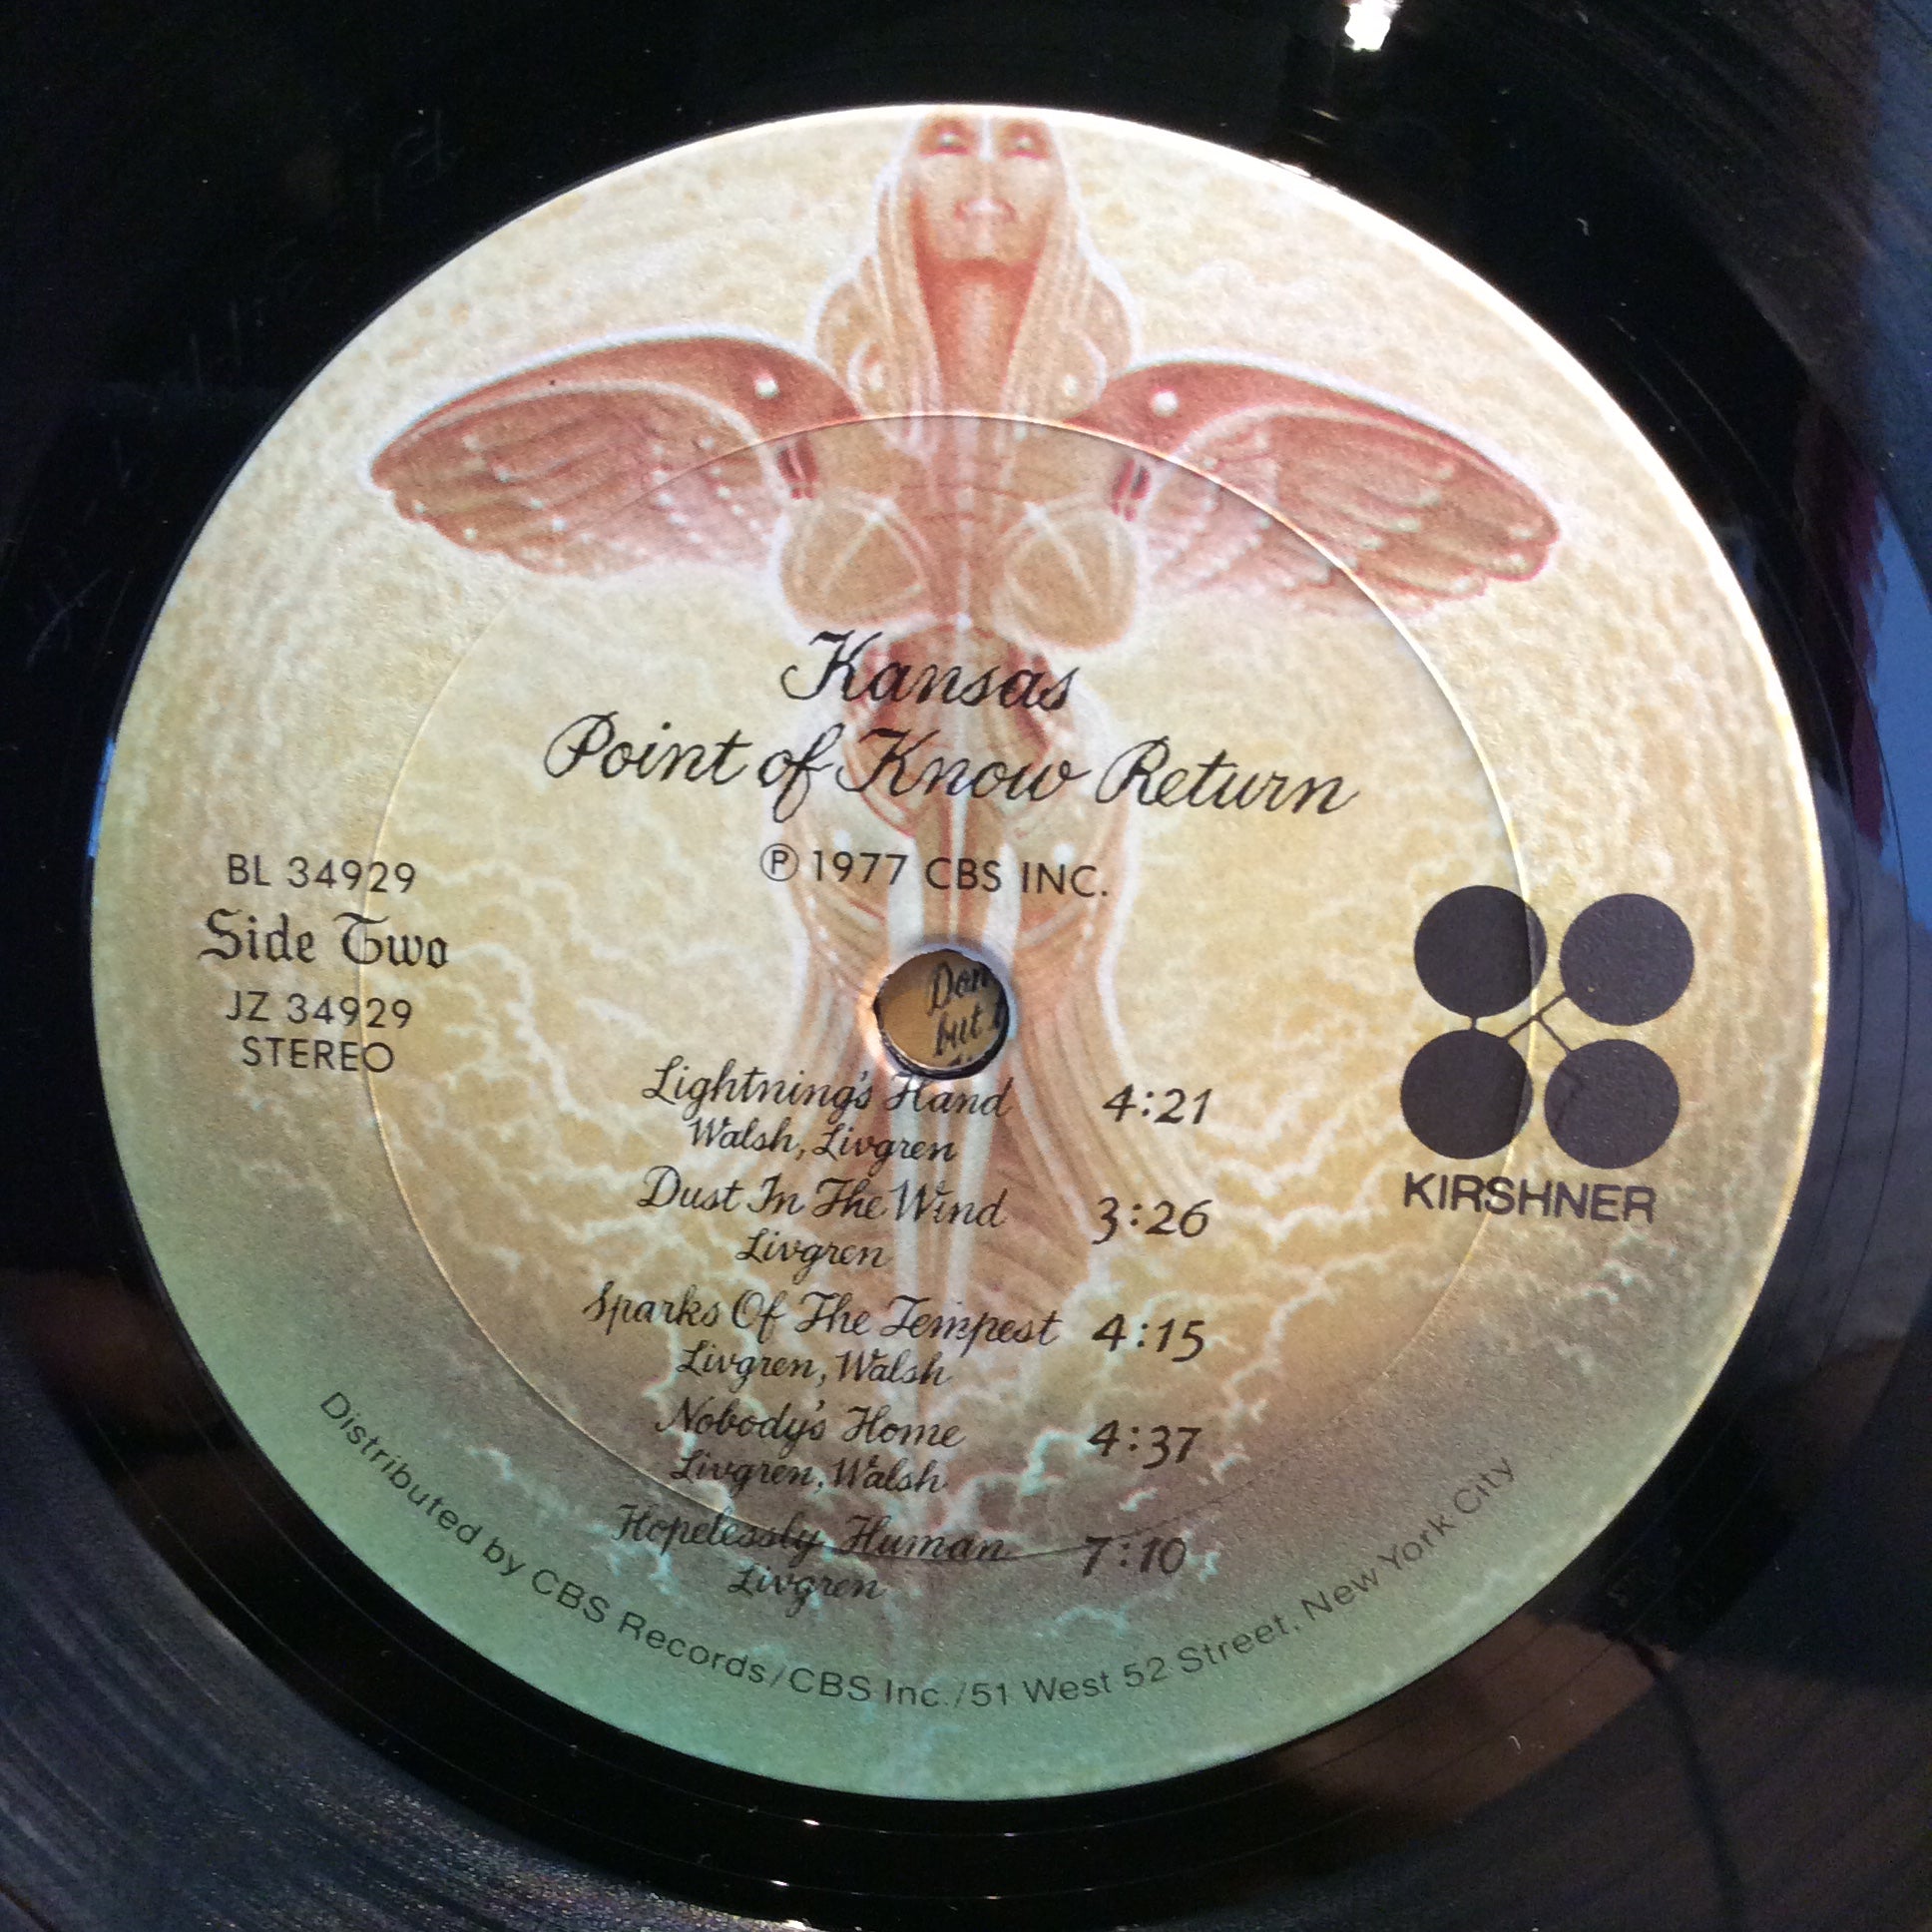 Kansas
Point of Know Return
℗ 1977 CBS INC.
BL 34929
Side Two
JZ 34929
STEREO
KIRSHNER
Don
but
Lightning's Hand 4:21
Walsh, Livgren
Dust In The Wind 3:26
Livgren
Sparks Of The Tempest 4:15
Livgren, Walsh
Nobody's Home 4:37
Livgren, Walsh
Hopelessly Human 7:10
Livgren
Distributed by CBS Records/CBS Inc./51 West 52 Street, New York City